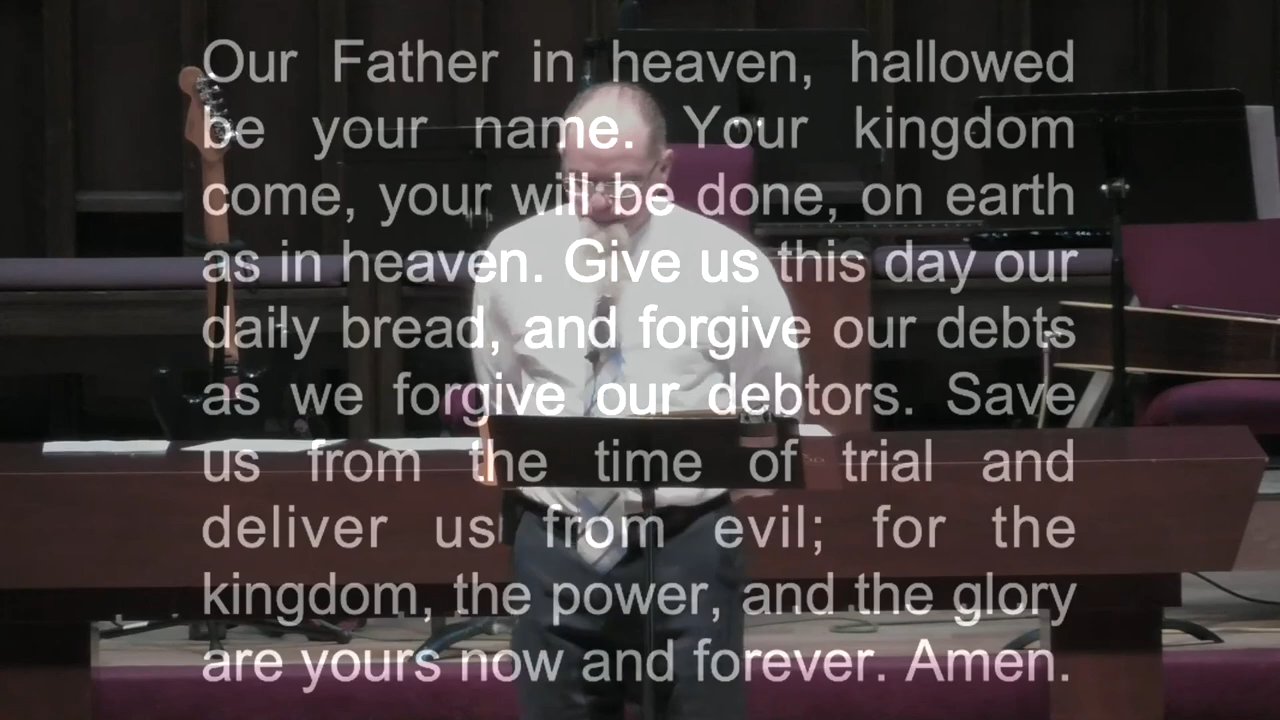 Our Father in heaven, hallowed
be your name. Your kingdom
come, your will be done, on earth
as in heaven. Give us this day our
daily bread, and forgive our debts
as we forgive our debtors. Save
us from the time of trial and
deliver us from evil; for the
kingdom, the power, and the glory
are yours now and forever. Amen.